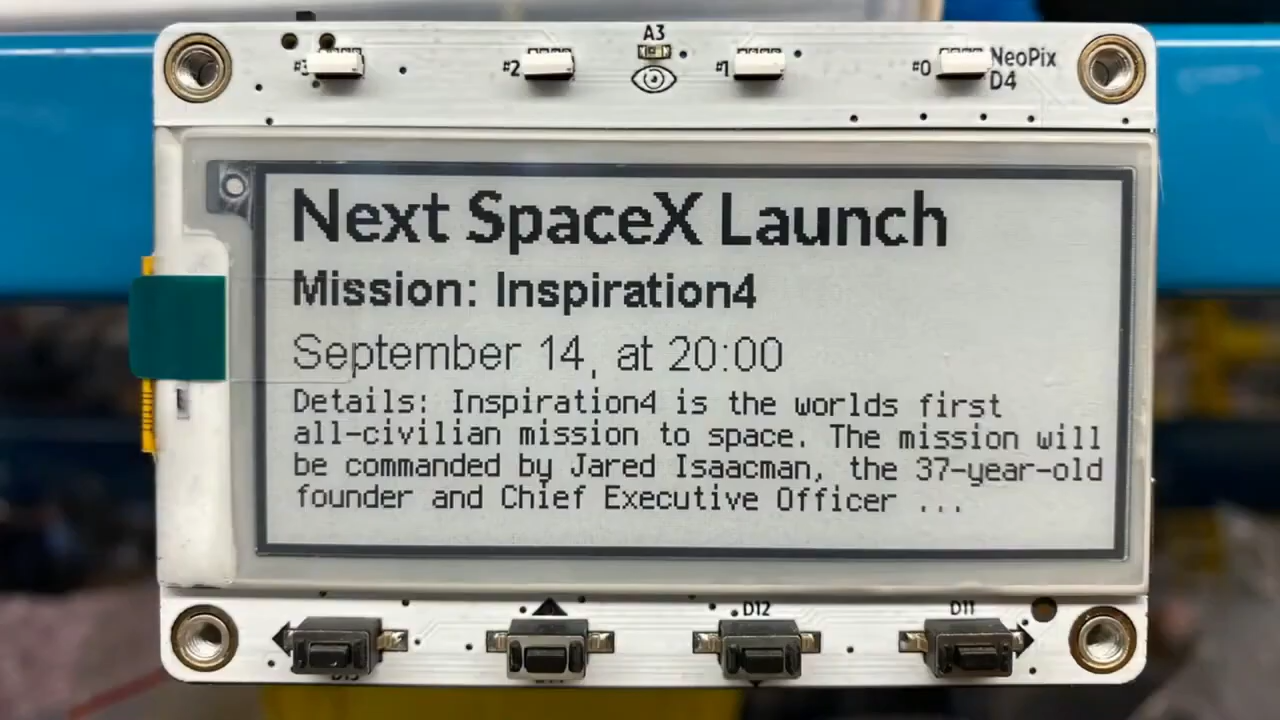 A3
#3 #2 #1 #0 NeoPix
D4
Next SpaceX Launch
Mission: Inspiration4
September 14, at 20:00
Details: Inspiration4 is the worlds first
all-civilian mission to space. The mission will
be commanded by Jared Isaacman, the 37-year-old
founder and Chief Executive Officer ...
D12 D11